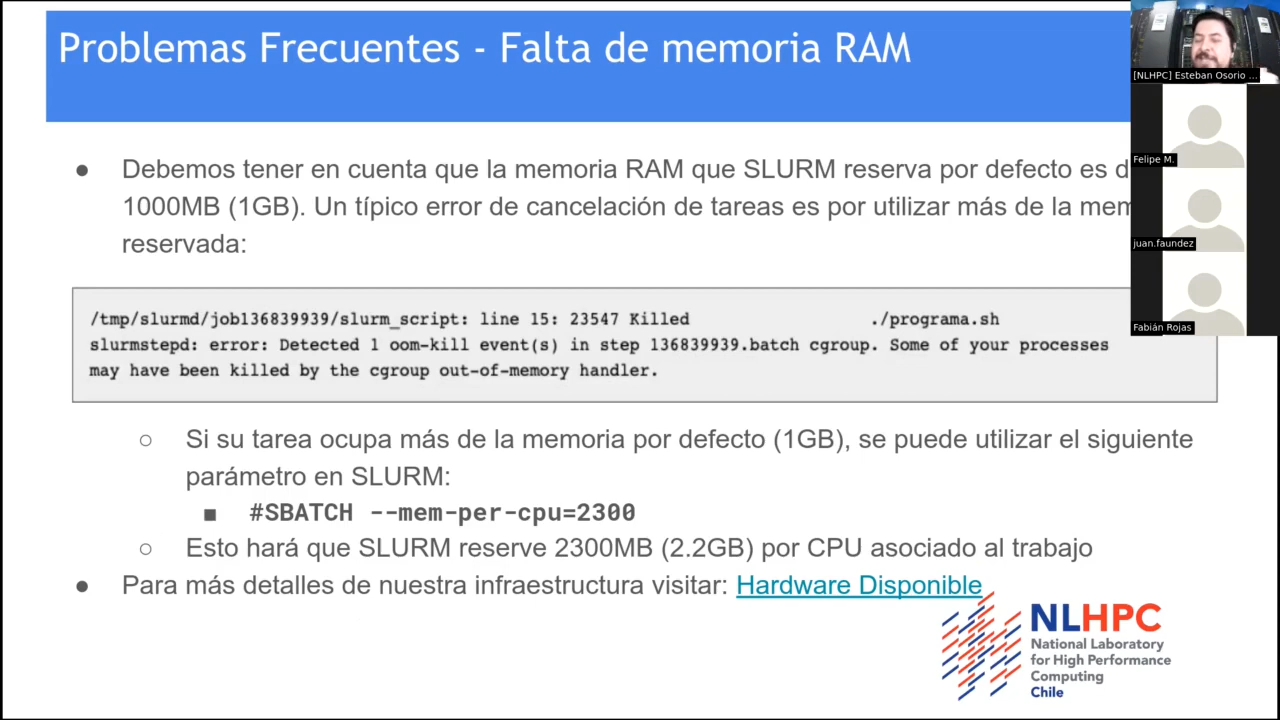 Problemas Frecuentes - Falta de memoria RAM
[NLHPC] Esteban Osorio ...
Felipe M.
juan.faundez
Fabián Rojas
● Debemos tener en cuenta que la memoria RAM que SLURM reserva por defecto es
1000MB (1GB). Un típico error de cancelación de tareas es por utilizar más de la
reservada:
/tmp/slurmd/job136839939/slurm_script: line 15: 23547 Killed ./programa.sh
slurmstepd: error: Detected 1 oom-kill event(s) in step 136839939.batch cgroup. Some of your processes
may have been killed by the cgroup out-of-memory handler.
○ Si su tarea ocupa más de la memoria por defecto (1GB), se puede utilizar el siguiente
parámetro en SLURM:
■ #SBATCH --mem-per-cpu=2300
○ Esto hará que SLURM reserve 2300MB (2.2GB) por CPU asociado al trabajo
● Para más detalles de nuestra infraestructura visitar: Hardware Disponible
NLHPC
National Laboratory
for High Performance
Computing
Chile